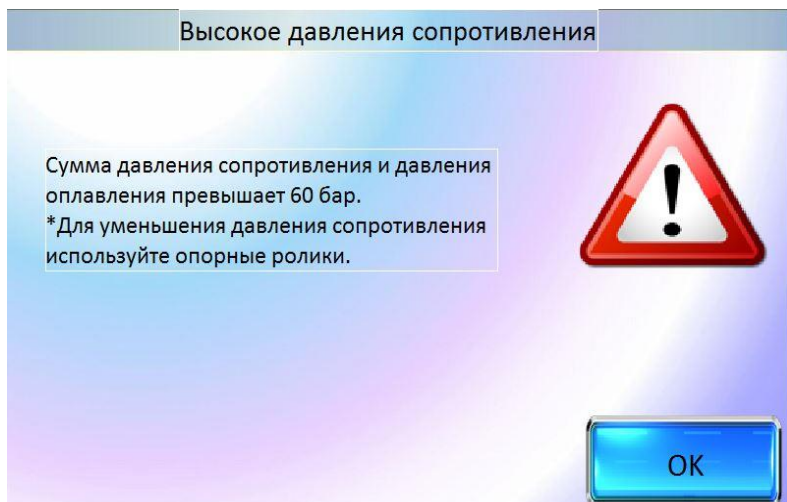 Высокое давления сопротивления
Сумма давления сопротивления и давления
оплавления превышает 60 бар.
*Для уменьшения давления сопротивления
используйте опорные ролики.
OK